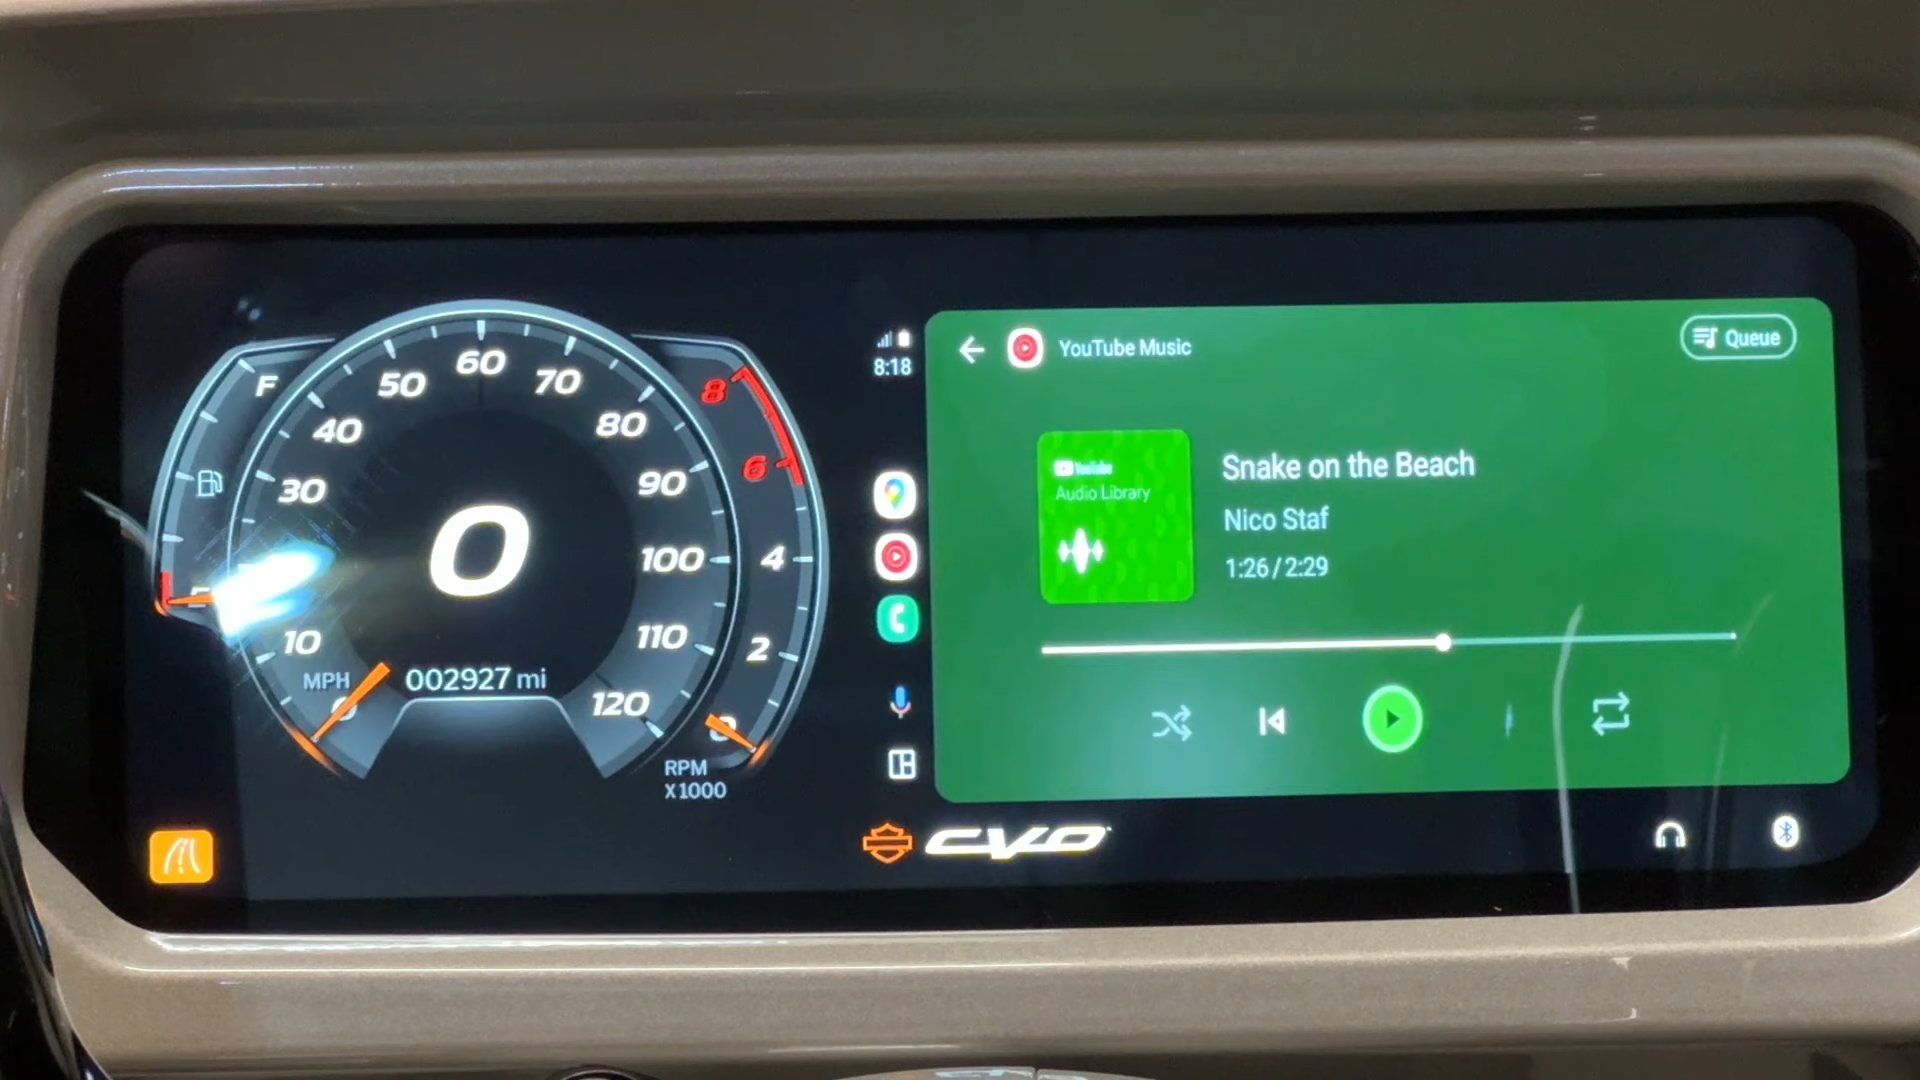 F
10
30
40
50
60
70
80
90
100
110
120
0
MPH
002927 mi
8
6
4
2
RPM
X1000
8:18
YouTube Music
Queue
YouTube
Audio Library
Snake on the Beach
Nico Staf
1:26 / 2:29
CVO